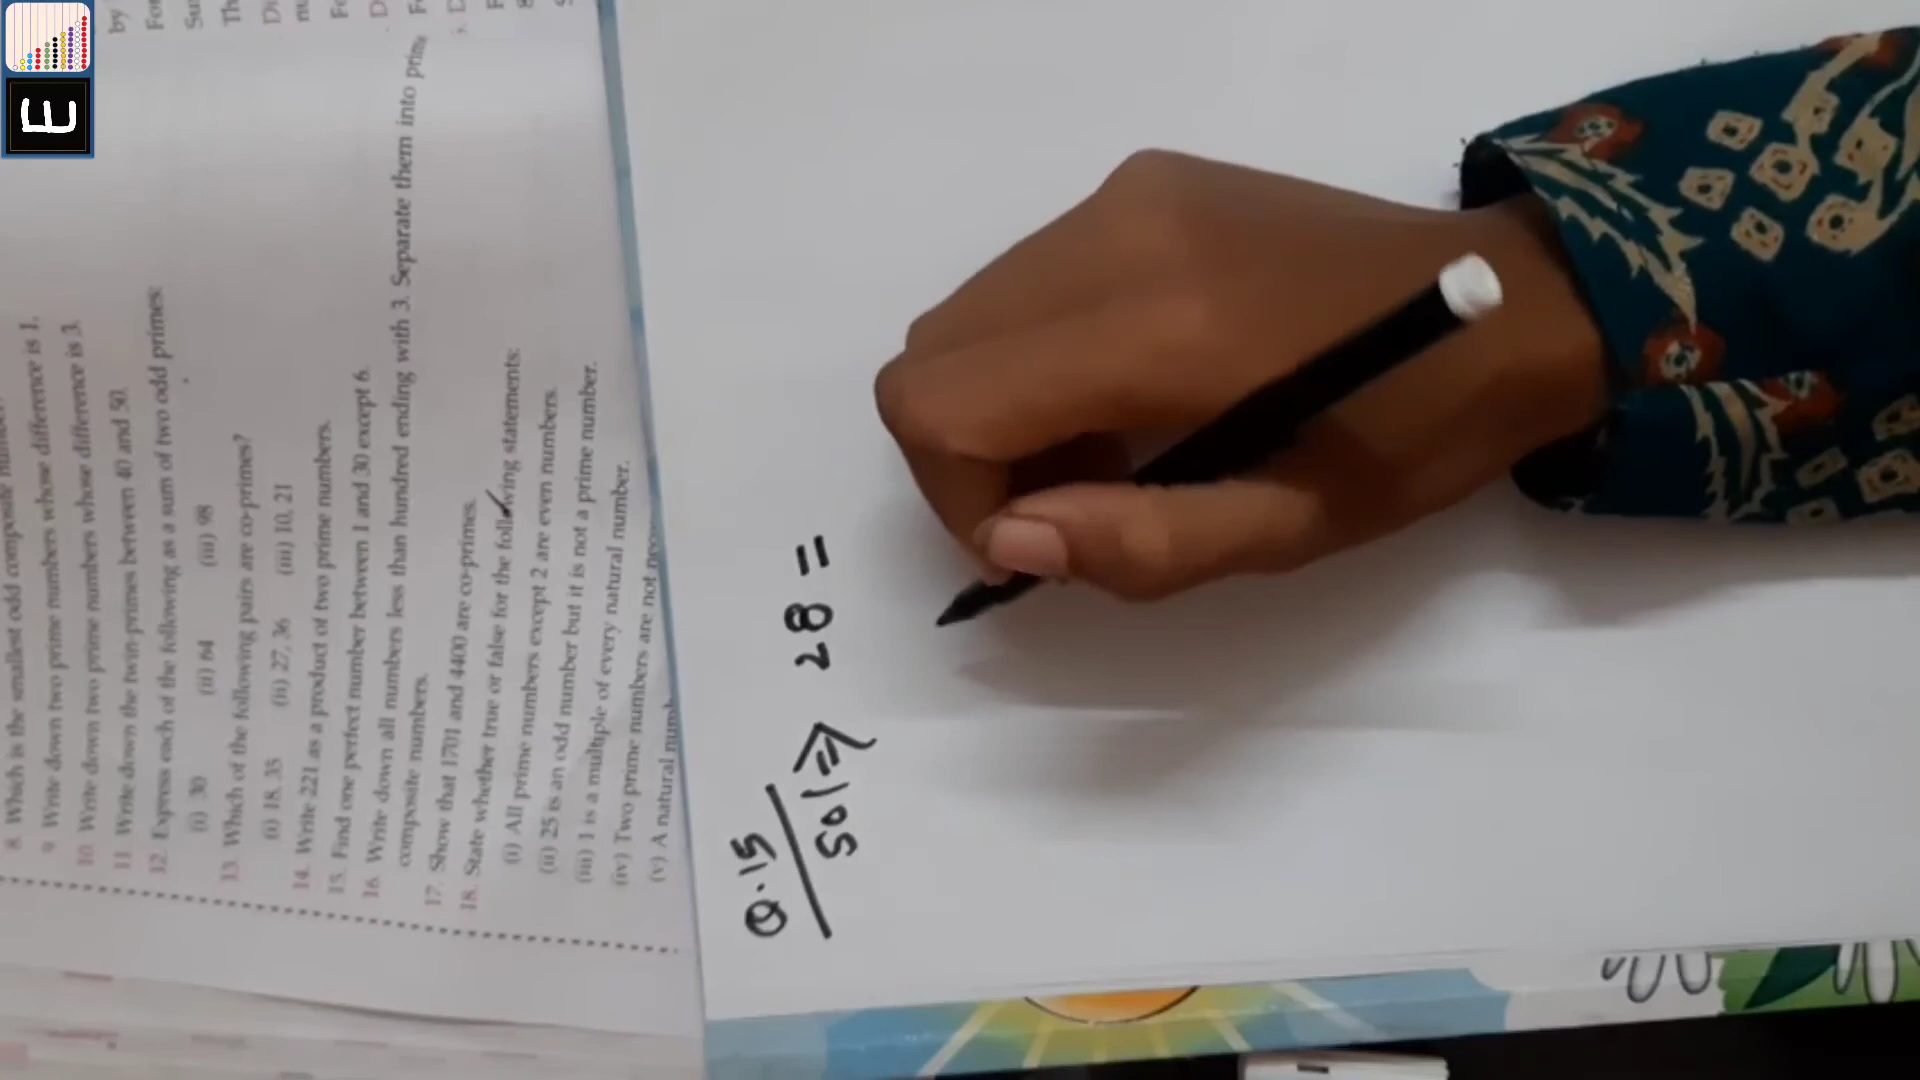 8. Which is the smallest odd composite
9. Write down two prime numbers whose difference is 1.
10. Write down two prime numbers whose difference is 3.
11. Write down the twin-primes between 40 and 50.
12. Express each of the following as a sum of two odd primes:
(i) 30 (ii) 64 (iii) 98
13. Which of the following pairs are co-primes?
(i) 18, 35 (ii) 27, 36 (iii) 10, 21
14. Write 221 as a product of two prime numbers.
15. Find one perfect number between 1 and 30 except 6.
16. Write down all numbers less than hundred ending with 3. Separate them into
composite numbers.
17. Show that 1701 and 4400 are co-primes.
18. State whether true or false for the following statements:
(i) All prime numbers except 2 are even numbers.
(ii) 25 is an odd number but it is not a prime number.
(iii) 1 is a multiple of every natural number.
(iv) Two prime numbers are not
(v) A natural
by
E
Q.15
Sol⇒ 28 =